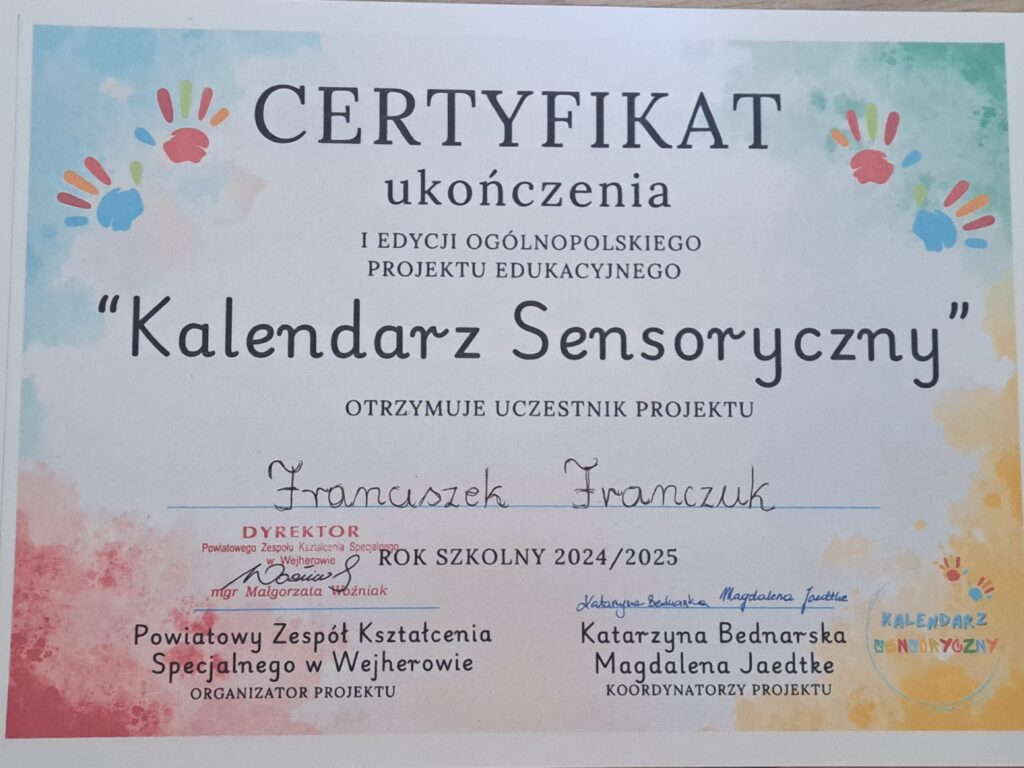 CERTYFIKAT
ukończenia
I EDYCJI OGÓLNOPOLSKIEGO
PROJEKTU EDUKACYJNEGO
“Kalendarz Sensoryczny”
OTRZYMUJE UCZESTNIK PROJEKTU
Franciszek Franczuk
DYREKTOR
Powiatowego Zespołu Kształcenia Specjalnego
w Wejherowie
mgr Małgorzata Woźniak
ROK SZKOLNY 2024/2025
Powiatowy Zespół Kształcenia
Specjalnego w Wejherowie
ORGANIZATOR PROJEKTU
Katarzyna Bednarska Magdalena Jaedtke
Katarzyna Bednarska
Magdalena Jaedtke
KOORDYNATORZY PROJEKTU
KALENDARZ
SENSORYCZNY